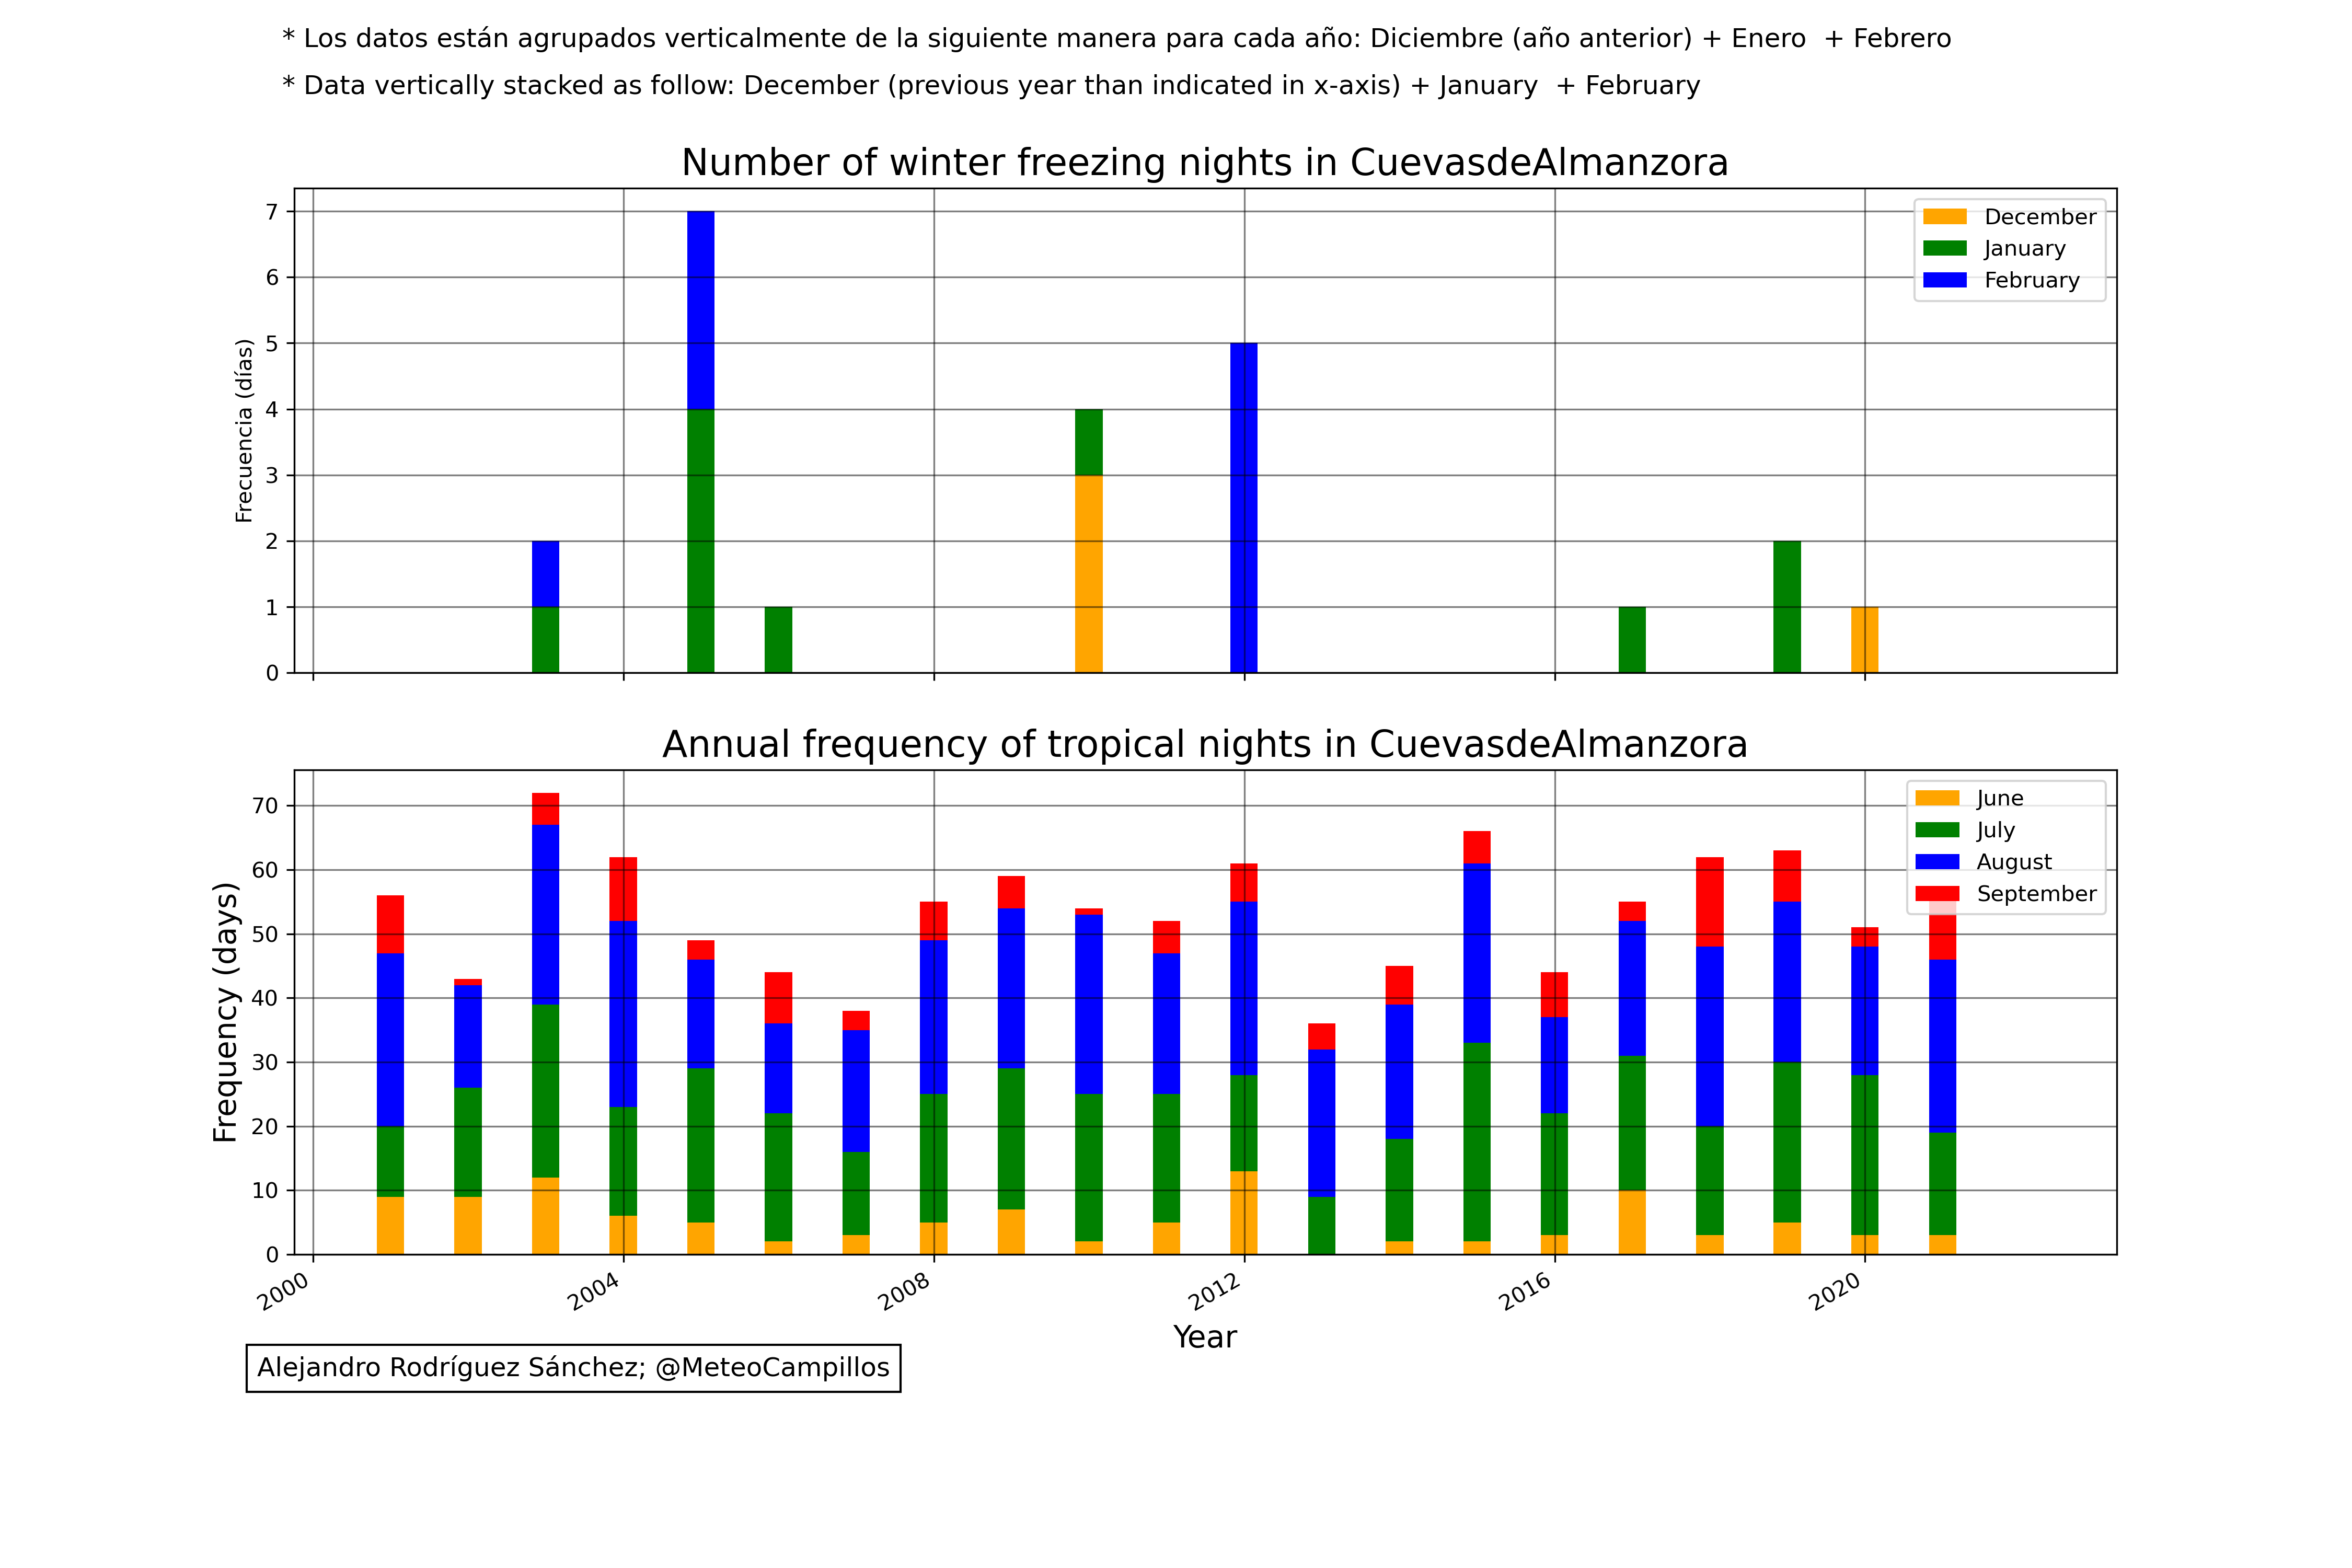 * Los datos están agrupados verticalmente de la siguiente manera para cada año: Diciembre (año anterior) + Enero  + Febrero
* Data vertically stacked as follow: December (previous year than indicated in x-axis) + January  + February
Number of winter freezing nights in CuevasdeAlmanzora
Frecuencia (días)
7
6
5
4
3
2
1
0
December
January
February
Annual frequency of tropical nights in CuevasdeAlmanzora
Frequency (days)
70
60
50
40
30
20
10
0
June
July
August
September
2000
2004
2008
2012
2016
2020
Year
Alejandro Rodríguez Sánchez; @MeteoCampillos